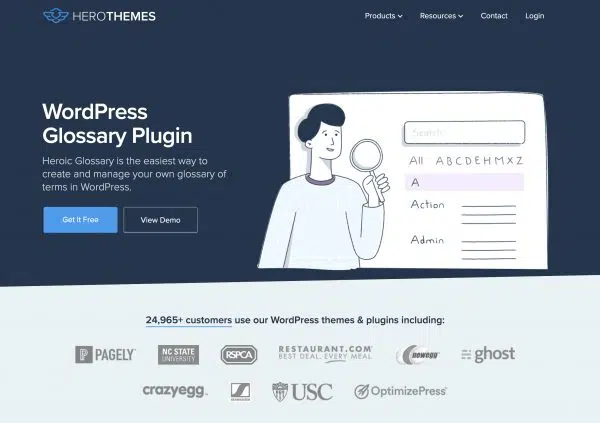 HEROTHEMES
Products Resources Contact Login
WordPress
Glossary Plugin
Heroic Glossary is the easiest way to
create and manage your own glossary of
terms in WordPress.
Get It Free View Demo
Search
All A B C D E H M X Z
A
Action
Admin
24,965+ customers use our WordPress themes & plugins including:
PAGELY NC STATE UNIVERSITY RSPCA RESTAURANT.COM BEST DEAL. EVERY MEAL newegg ghost
crazyegg SENNHEISER USC OptimizePress